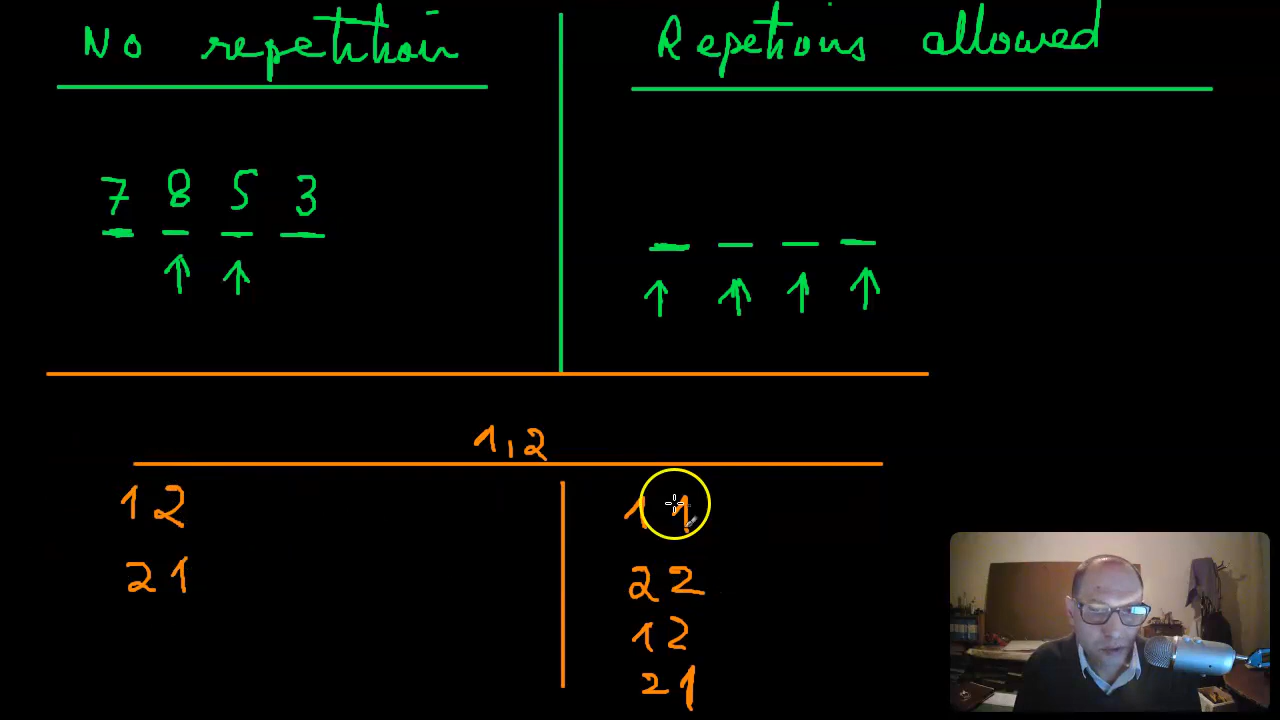 No repetition
Repetions allowed
7 8 5 3
1,2
12
21
11
22
12
21